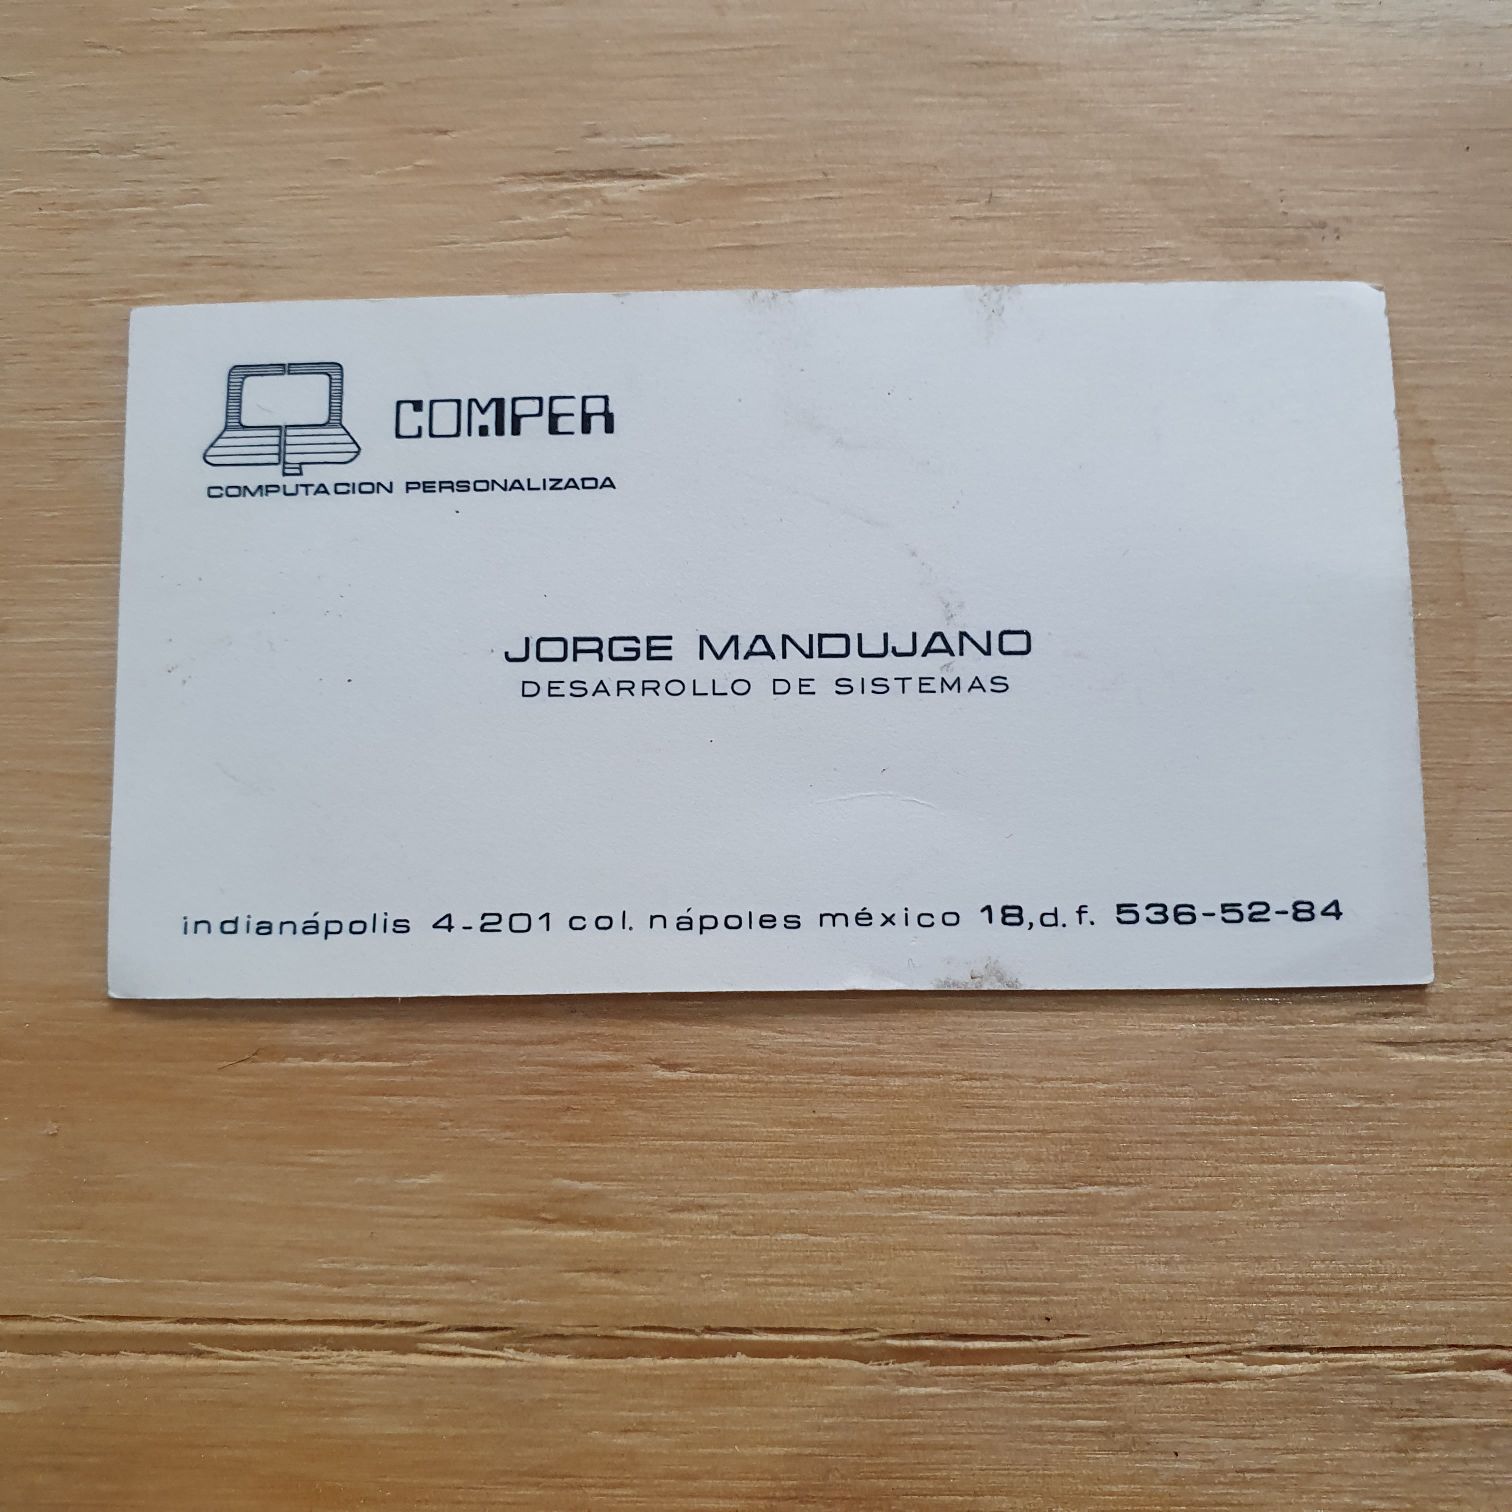 COMPER
COMPUTACION PERSONALIZADA
JORGE MANDUJANO
DESARROLLO DE SISTEMAS
indianápolis 4-201 col. nápoles méxico 18, d.f. 536-52-84